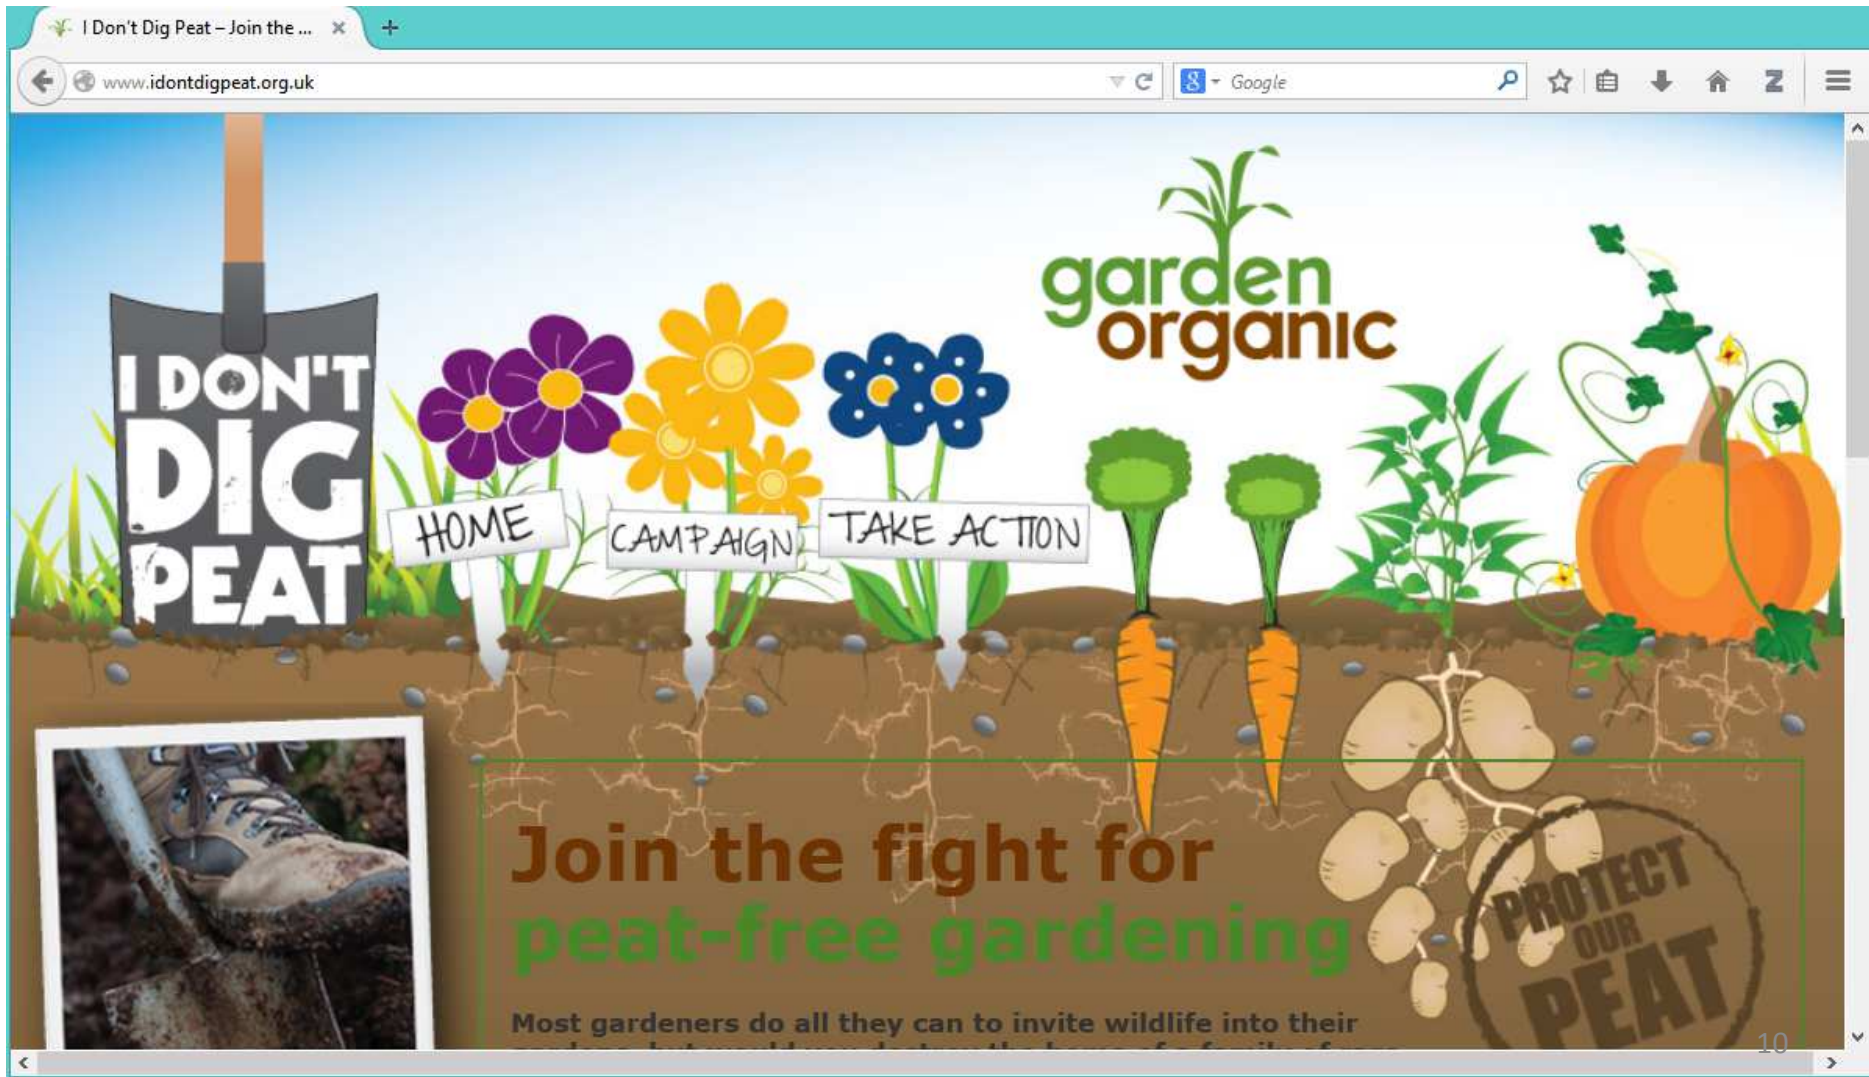 I Don't Dig Peat – Join the ...
www.idontdigpeat.org.uk
8
Google
Z
garden
organic
I DON'T
DIG
PEAT
HOME
CAMPAIGN
TAKE ACTION
Join the fight for
peat-free gardening
PROTECT
OUR
PEAT
Most gardeners do all they can to invite wildlife into their
10